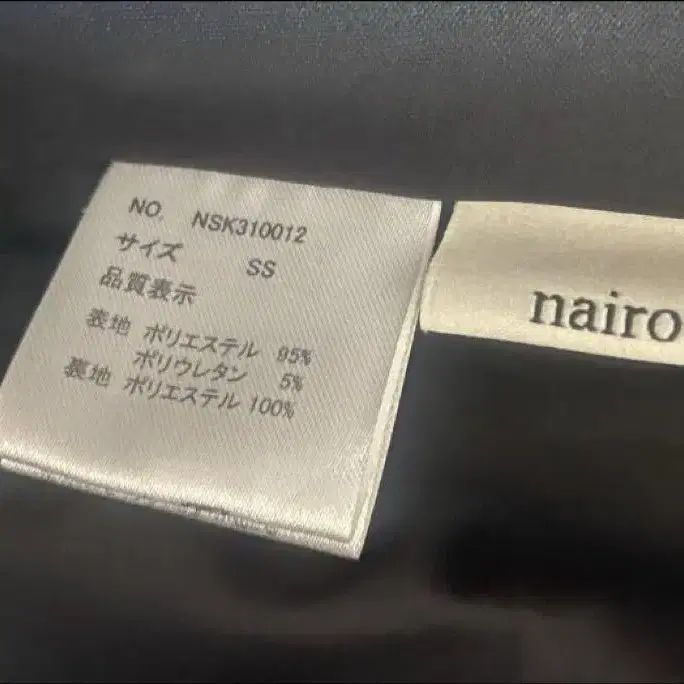 NO. NSK310012
サイズ SS
品質表示
表地 ポリエステル 95%
ポリウレタン 5%
裏地 ポリエステル 100%
nairo